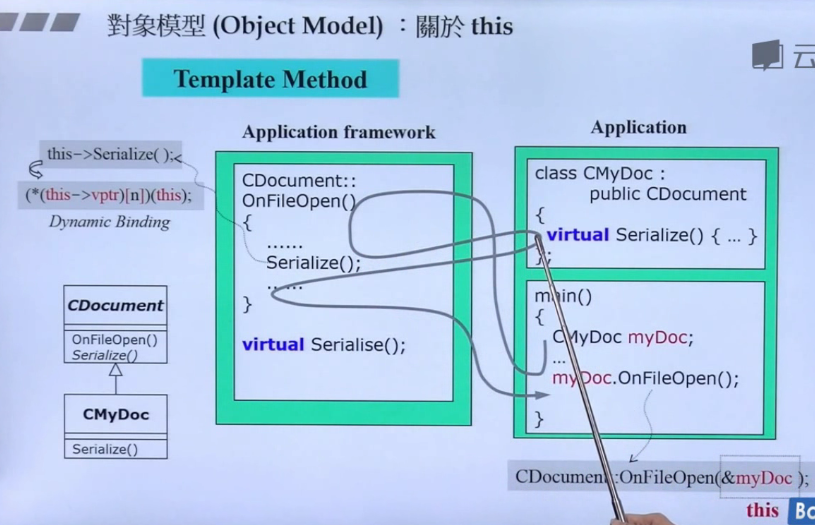 對象模型 (Object Model) ：關於 this
云
Template Method
Application framework
Application
this->Serialize( );
(*(this->vptr)[n])(this);
Dynamic Binding
CDocument::
OnFileOpen()
{
......
Serialize();
......
}
virtual Serialise();
class CMyDoc :
public CDocument
{
virtual Serialize() { ... }
};
main()
{
CMyDoc myDoc;
...
myDoc.OnFileOpen();
}
CDocument
OnFileOpen()
Serialize()
CMyDoc
Serialize()
CDocument::OnFileOpen(&myDoc );
this